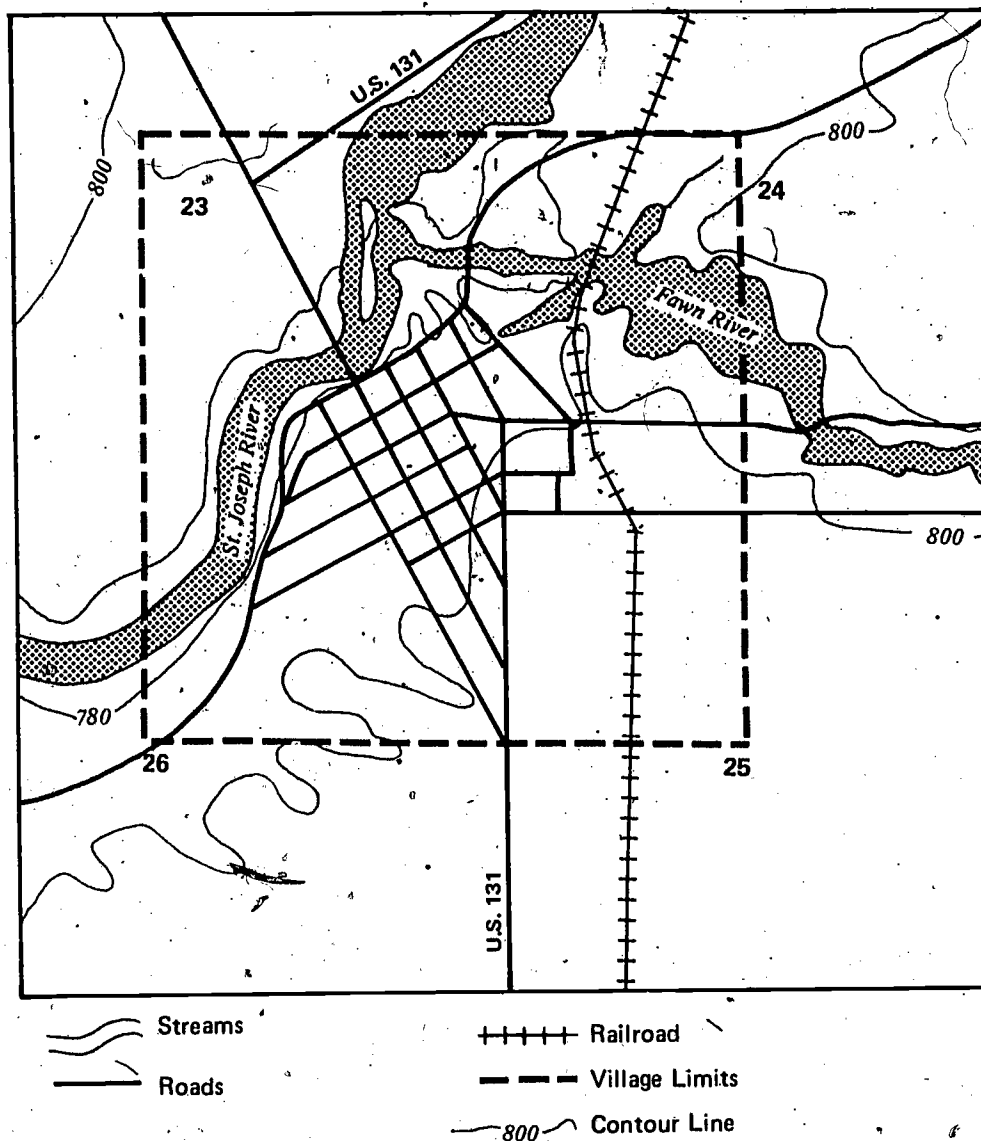 U.S. 131
800
800
23
24
Fawn River
St. Joseph River
800
780
26
25
U.S. 131
Streams
Railroad
Roads
Village Limits
800
Contour Line